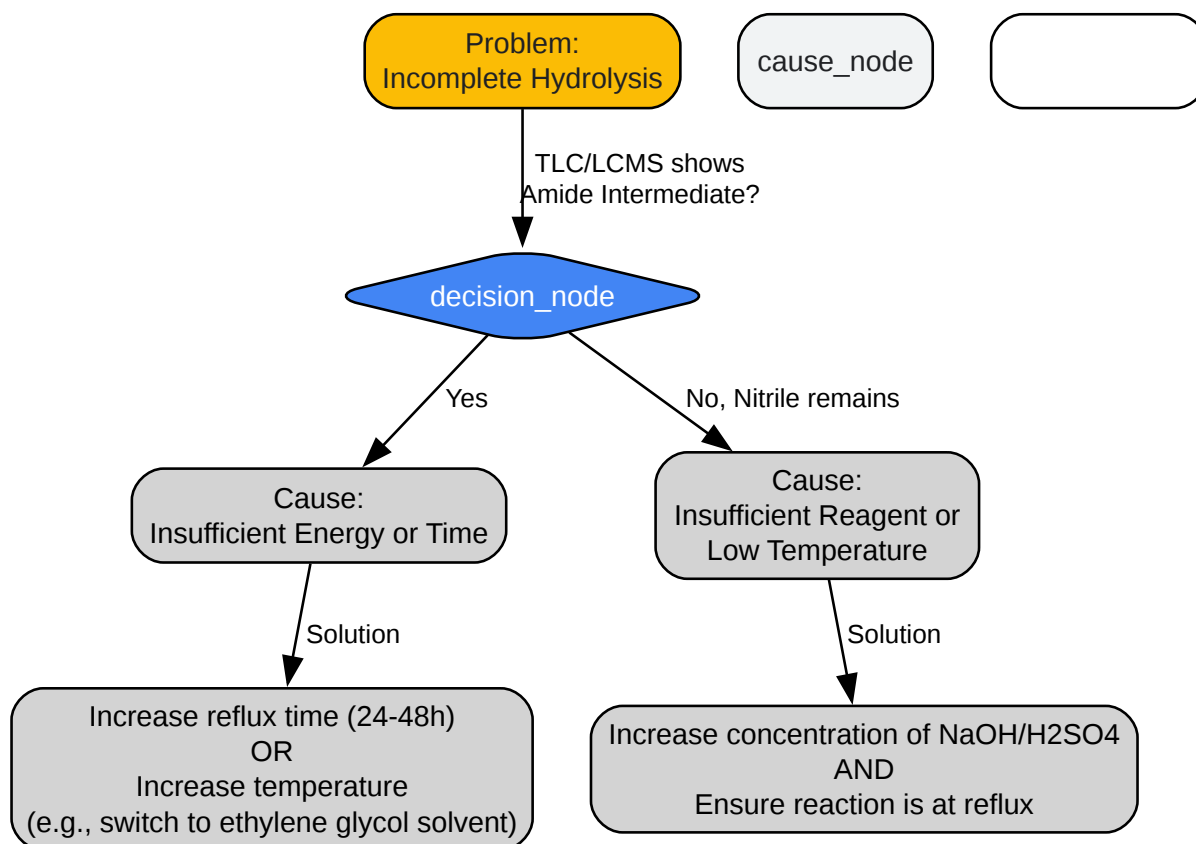 Problem:
Incomplete Hydrolysis
cause_node
TLC/LCMS shows
Amide Intermediate?
decision_node
Yes
No, Nitrile remains
Cause:
Insufficient Energy or Time
Cause:
Insufficient Reagent or
Low Temperature
Solution
Solution
Increase reflux time (24-48h)
OR
Increase temperature
(e.g., switch to ethylene glycol solvent)
Increase concentration of NaOH/H2SO4
AND
Ensure reaction is at reflux